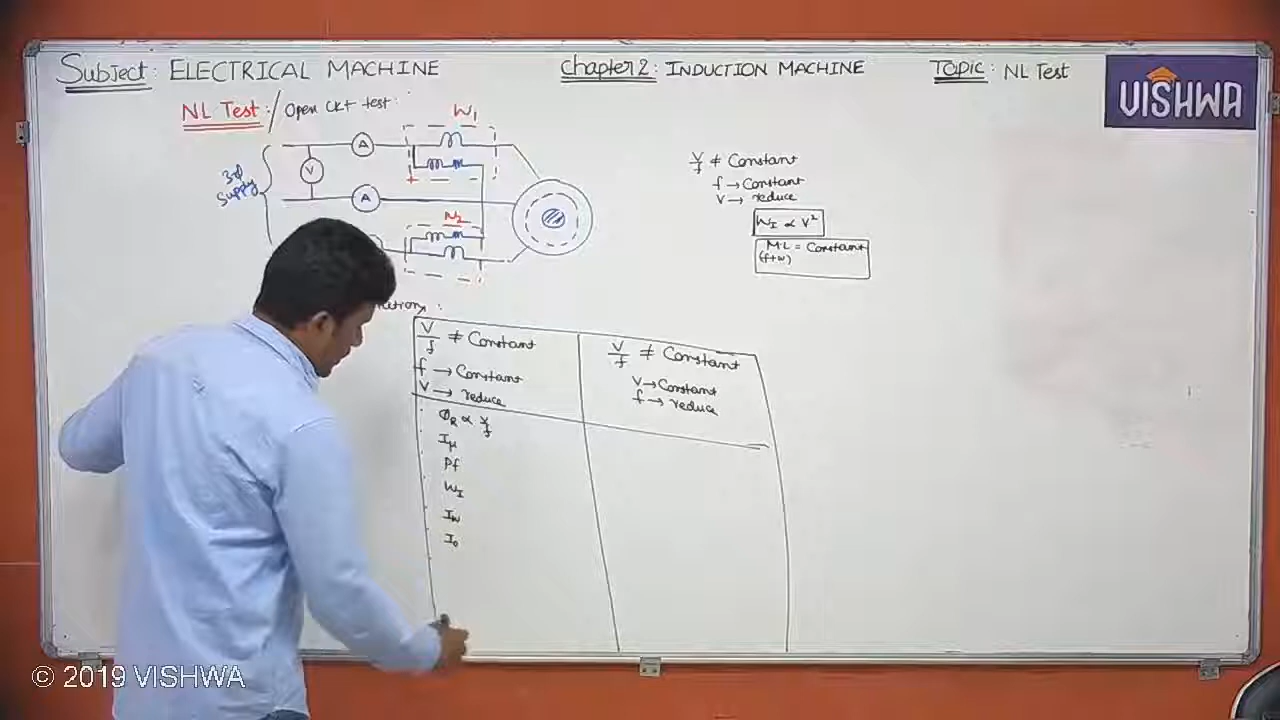 Subject: ELECTRICAL MACHINE
Chapter 2: INDUCTION MACHINE
Topic: NL Test
VISHWA
NL Test:/ Open CKt test:
W1
A
V
3ϕ
Supply
A
W2
V/f ≠ Constant
f → Constant
V → reduce
WI ∝ V²
ML = Constant
(f+w)
V/f ≠ Constant
f → Constant
V → reduce
ϕR ∝ V/f
Iμ
Pf
WI
Iw
I0
V/f ≠ Constant
V → Constant
f → reduce
© 2019 VISHWA